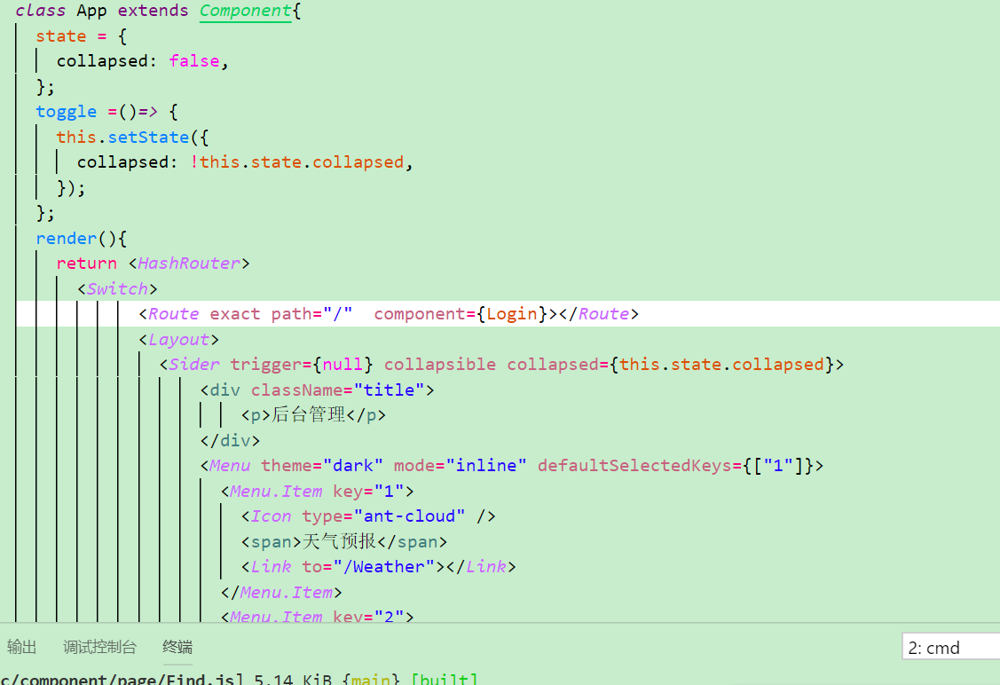 class App extends Component{
state = {
collapsed: false,
};
toggle =()=> {
this.setState({
collapsed: !this.state.collapsed,
});
};
render(){
return <HashRouter>
<Switch>
<Route exact path="/"  component={Login}></Route>
<Layout>
<Sider trigger={null} collapsible collapsed={this.state.collapsed}>
<div className="title">
<p>后台管理</p>
</div>
<Menu theme="dark" mode="inline" defaultSelectedKeys={["1"]}>
<Menu.Item key="1">
<Icon type="ant-cloud" />
<span>天气预报</span>
<Link to="/Weather"></Link>
</Menu.Item>
<Menu.Item key="2">
输出 调试控制台 终端 2: cmd
c/component/page/Find.js] 5.14 KiB {main} [built]